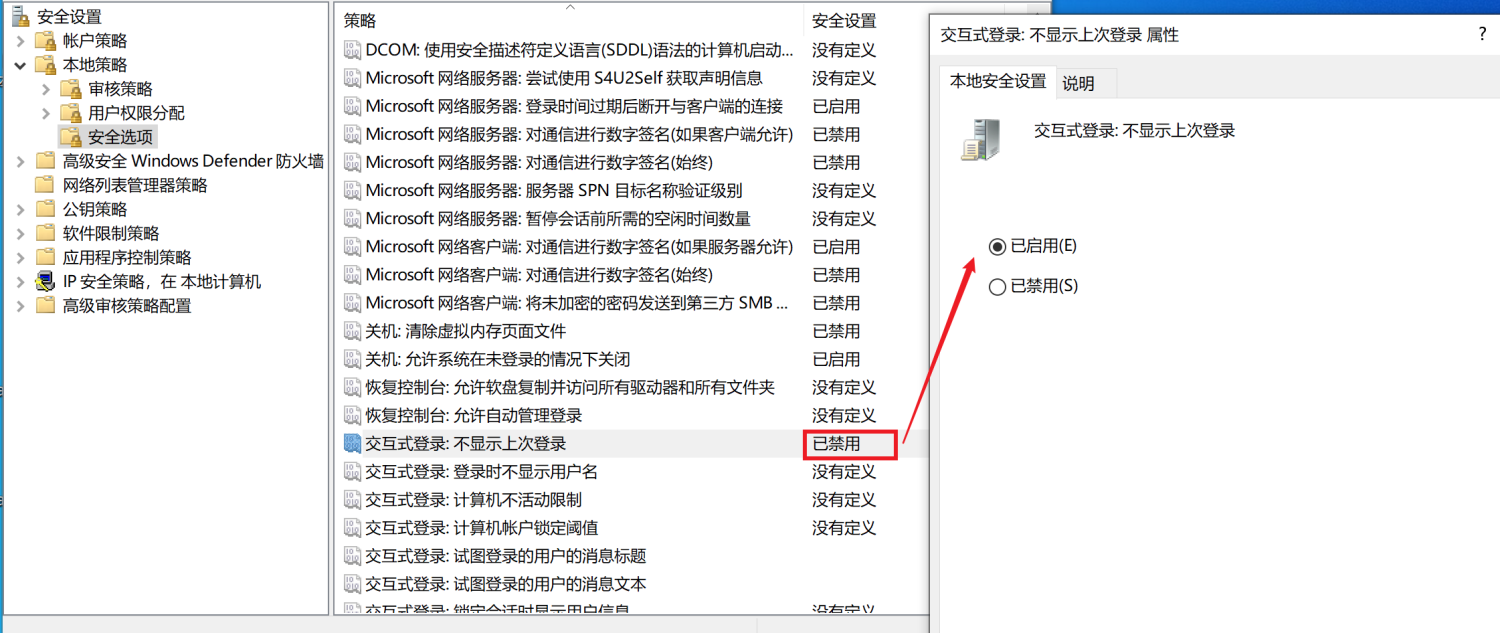 安全设置
帐户策略
本地策略
审核策略
用户权限分配
安全选项
高级安全 Windows Defender 防火墙
网络列表管理器策略
公钥策略
软件限制策略
应用程序控制策略
IP 安全策略，在 本地计算机
高级审核策略配置
策略 安全设置
DCOM: 使用安全描述符定义语言(SDDL)语法的计算机启动... 没有定义
Microsoft 网络服务器: 尝试使用 S4U2Self 获取声明信息 没有定义
Microsoft 网络服务器: 登录时间过期后断开与客户端的连接 已启用
Microsoft 网络服务器: 对通信进行数字签名(如果客户端允许) 已禁用
Microsoft 网络服务器: 对通信进行数字签名(始终) 已禁用
Microsoft 网络服务器: 服务器 SPN 目标名称验证级别 没有定义
Microsoft 网络服务器: 暂停会话前所需的空闲时间数量 没有定义
Microsoft 网络客户端: 对通信进行数字签名(如果服务器允许) 已启用
Microsoft 网络客户端: 对通信进行数字签名(始终) 已禁用
Microsoft 网络客户端: 将未加密的密码发送到第三方 SMB ... 已禁用
关机: 清除虚拟内存页面文件 已禁用
关机: 允许系统在未登录的情况下关闭 已启用
恢复控制台: 允许软盘复制并访问所有驱动器和所有文件夹 没有定义
恢复控制台: 允许自动管理登录 没有定义
交互式登录: 不显示上次登录 已禁用
交互式登录: 登录时不显示用户名 没有定义
交互式登录: 计算机不活动限制 没有定义
交互式登录: 计算机帐户锁定阈值 没有定义
交互式登录: 试图登录的用户的消息标题
交互式登录: 试图登录的用户的消息文本
交互式登录: 锁定会话时显示用户信息 没有定义
交互式登录: 不显示上次登录 属性 ?
本地安全设置 说明
交互式登录: 不显示上次登录
已启用(E)
已禁用(S)